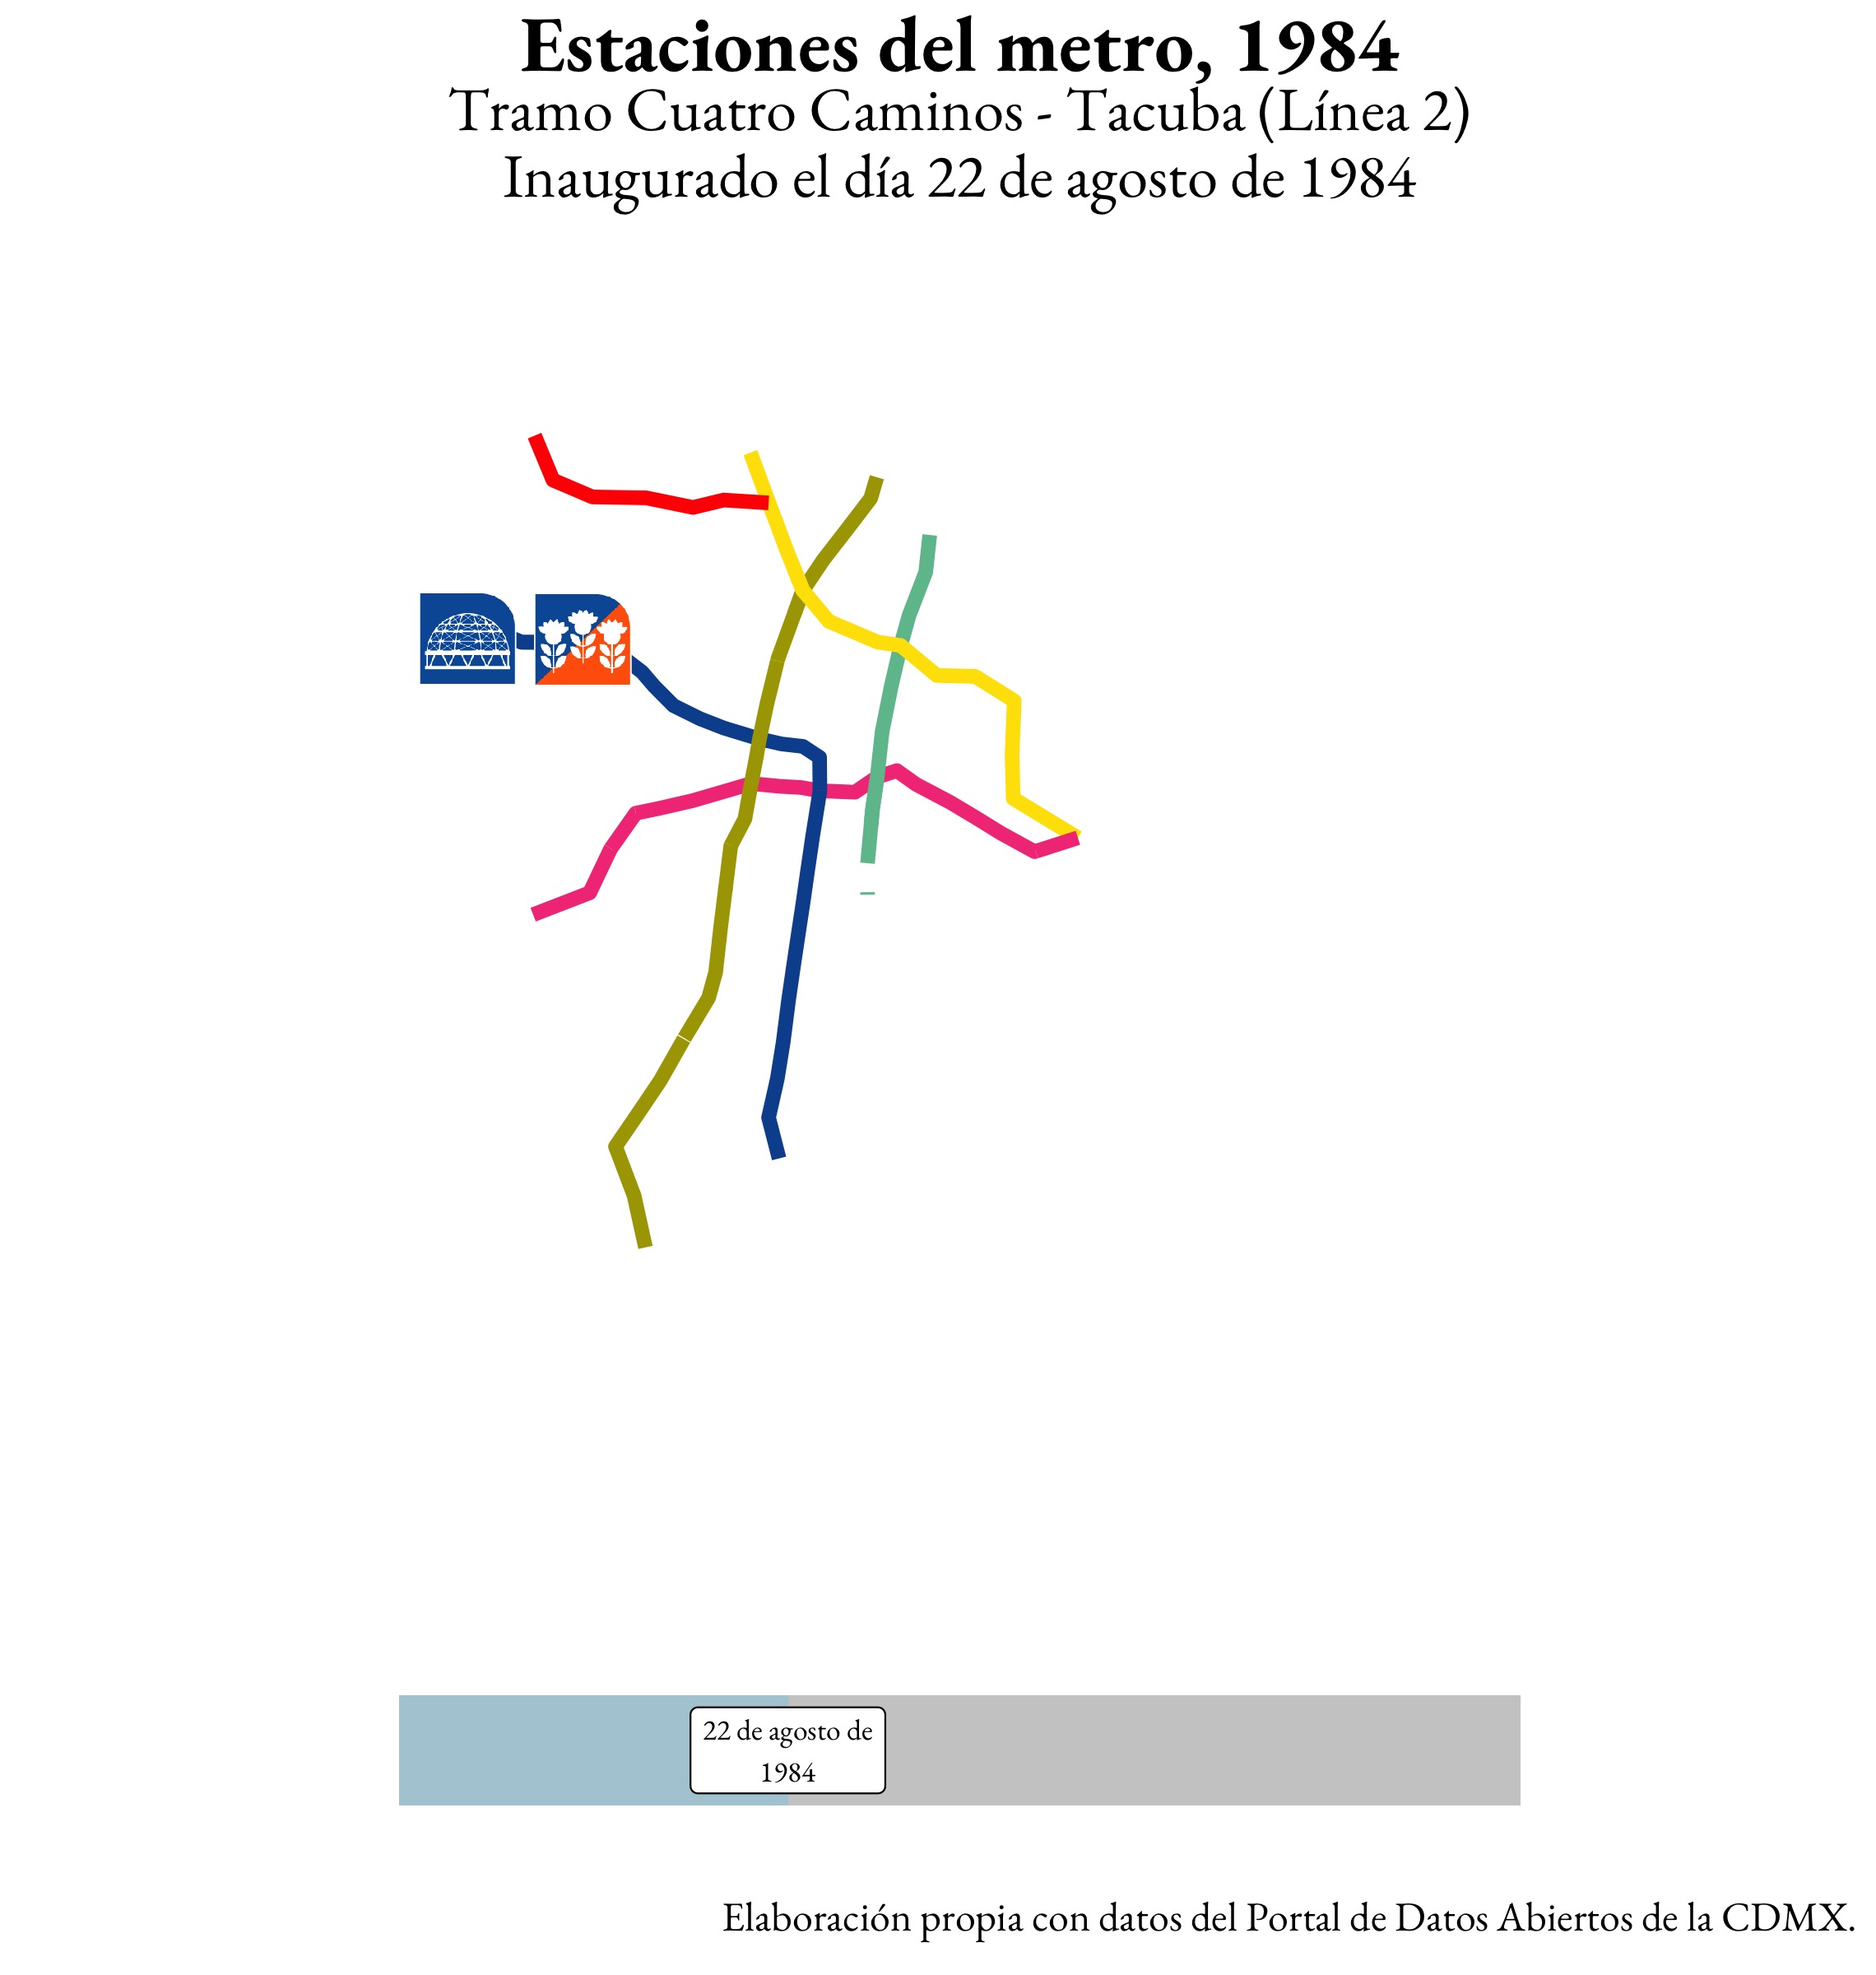 Estaciones del metro, 1984
Tramo Cuatro Caminos - Tacuba (Línea 2)
Inaugurado el día 22 de agosto de 1984
22 de agosto de
1984
Elaboración propia con datos del Portal de Datos Abiertos de la CDMX.